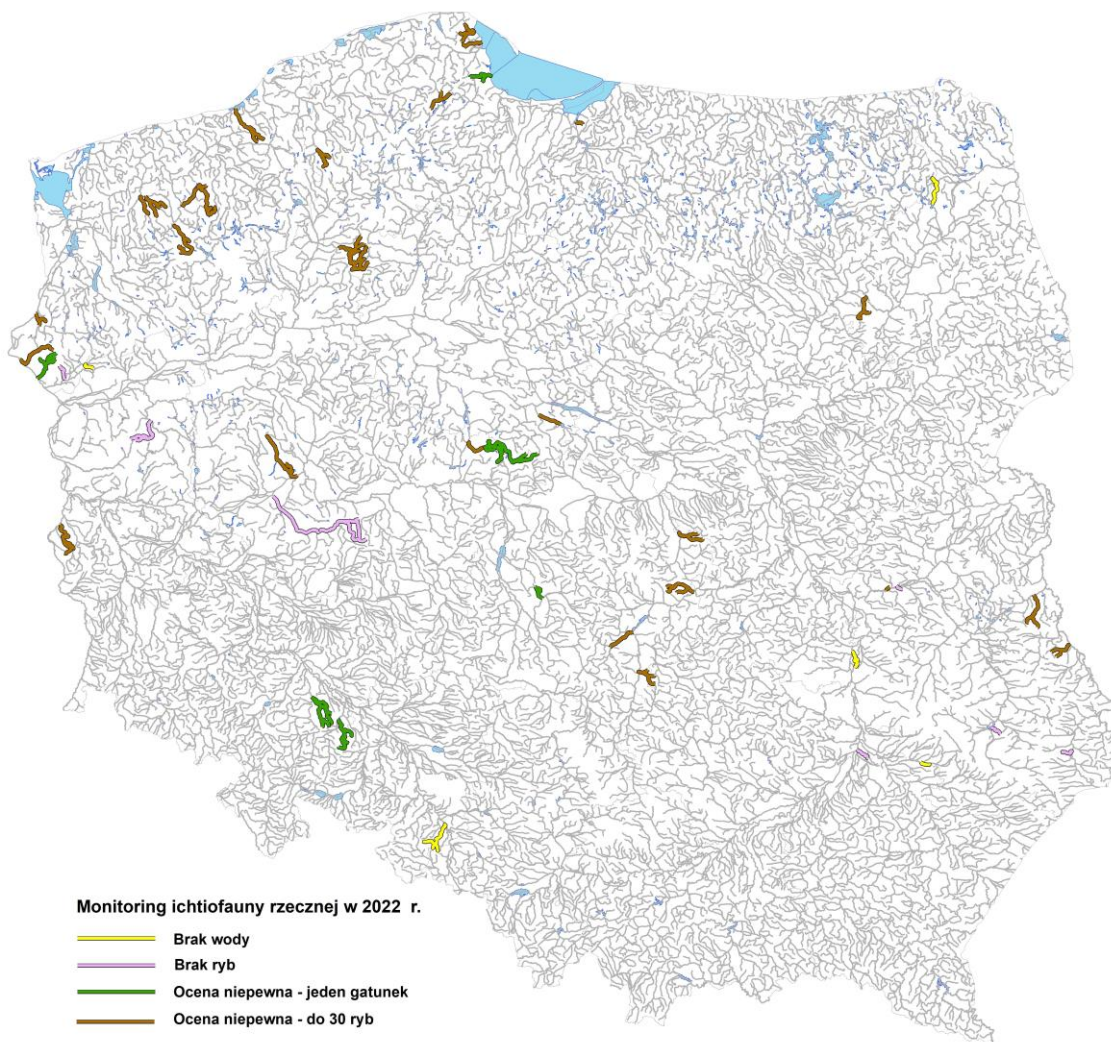 Monitoring ichtiofauny rzecznej w 2022 r.
Brak wody
Brak ryb
Ocena niepewna - jeden gatunek
Ocena niepewna - do 30 ryb